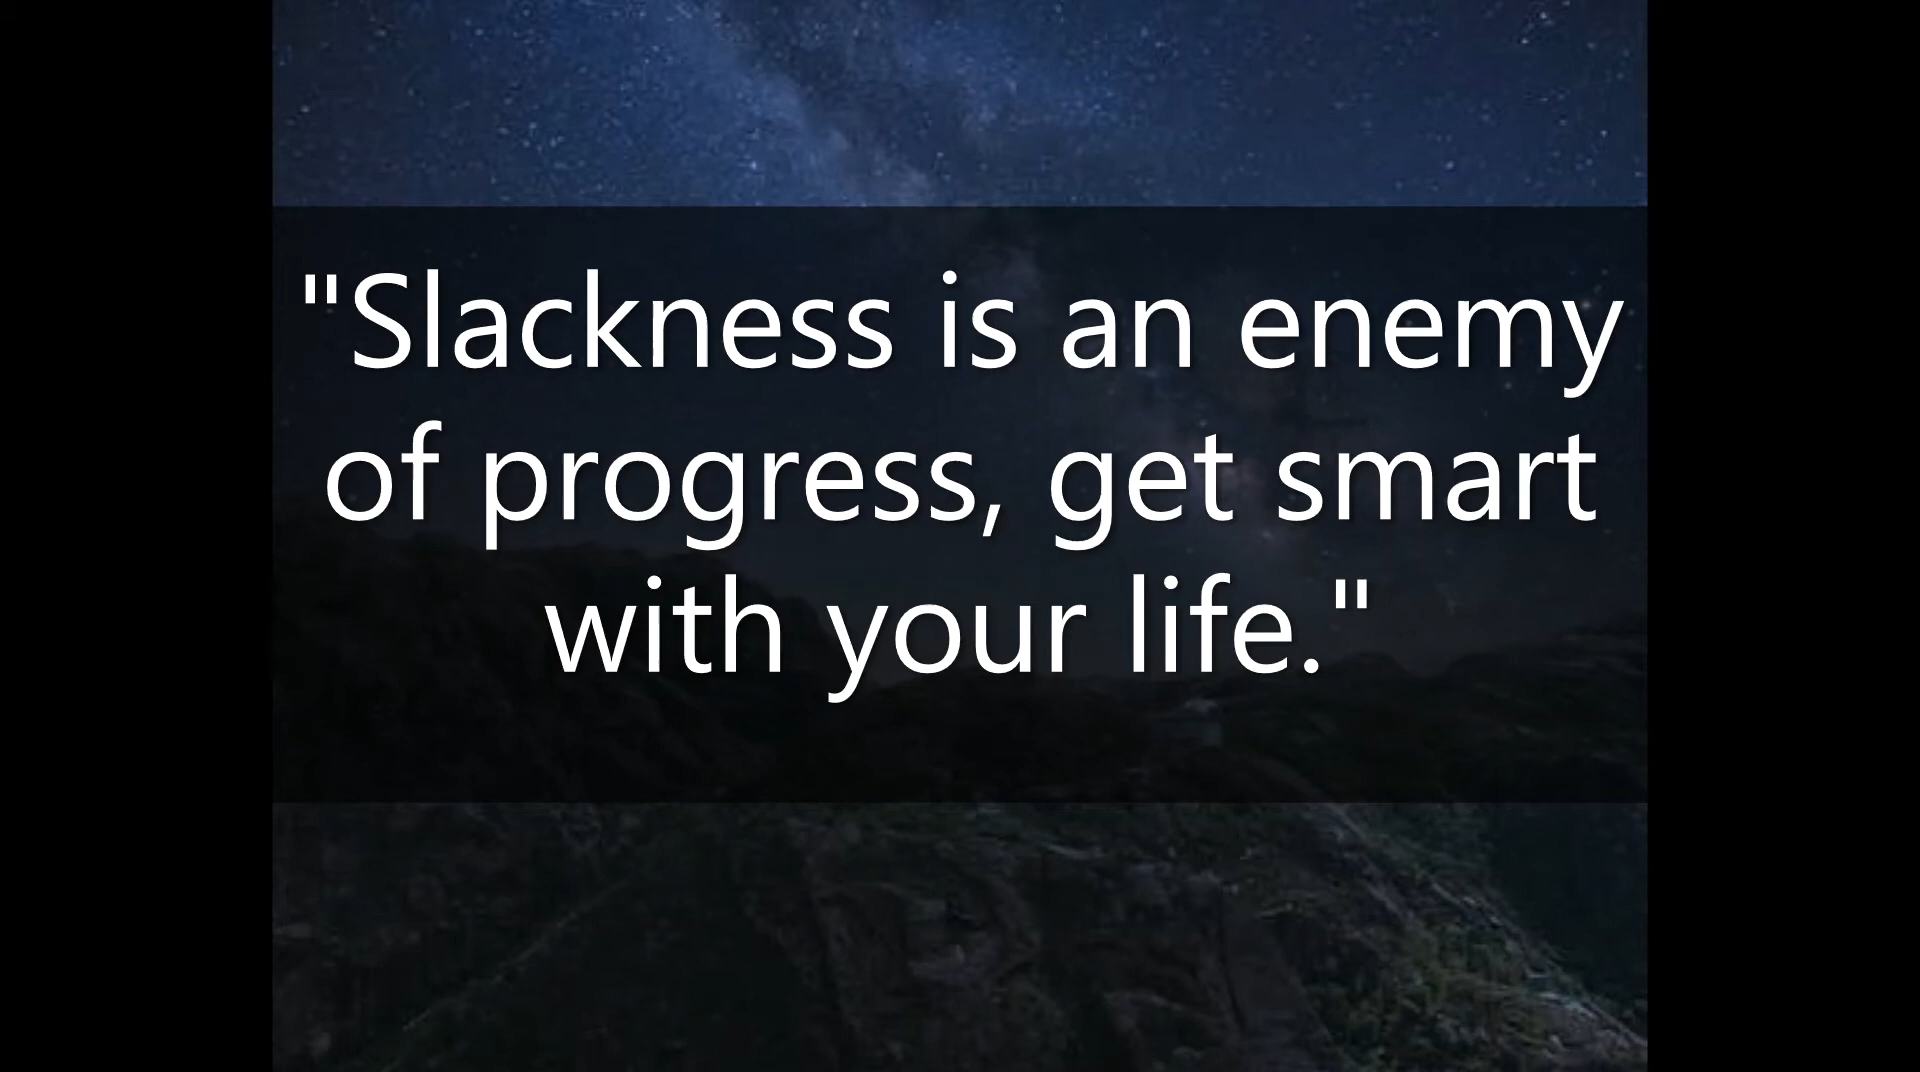 "Slackness is an enemy
of progress, get smart
with your life."